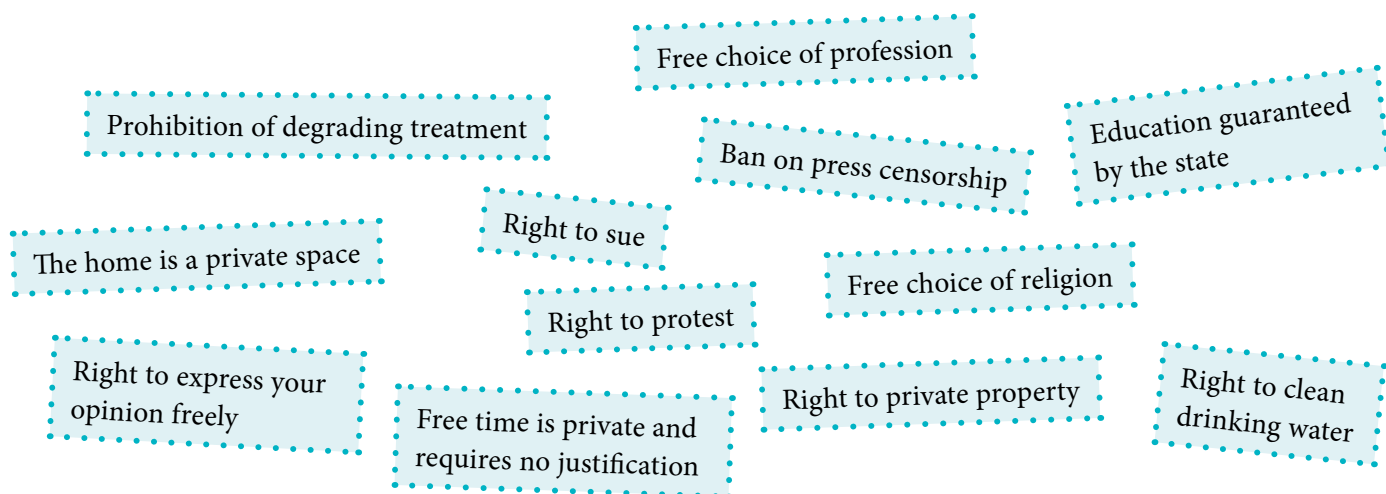 Free choice of profession
Prohibition of degrading treatment
Education guaranteed
by the state
Ban on press censorship
Right to sue
The home is a private space
Free choice of religion
Right to protest
Right to express your
opinion freely
Free time is private and
requires no justification
Right to private property
Right to clean
drinking water